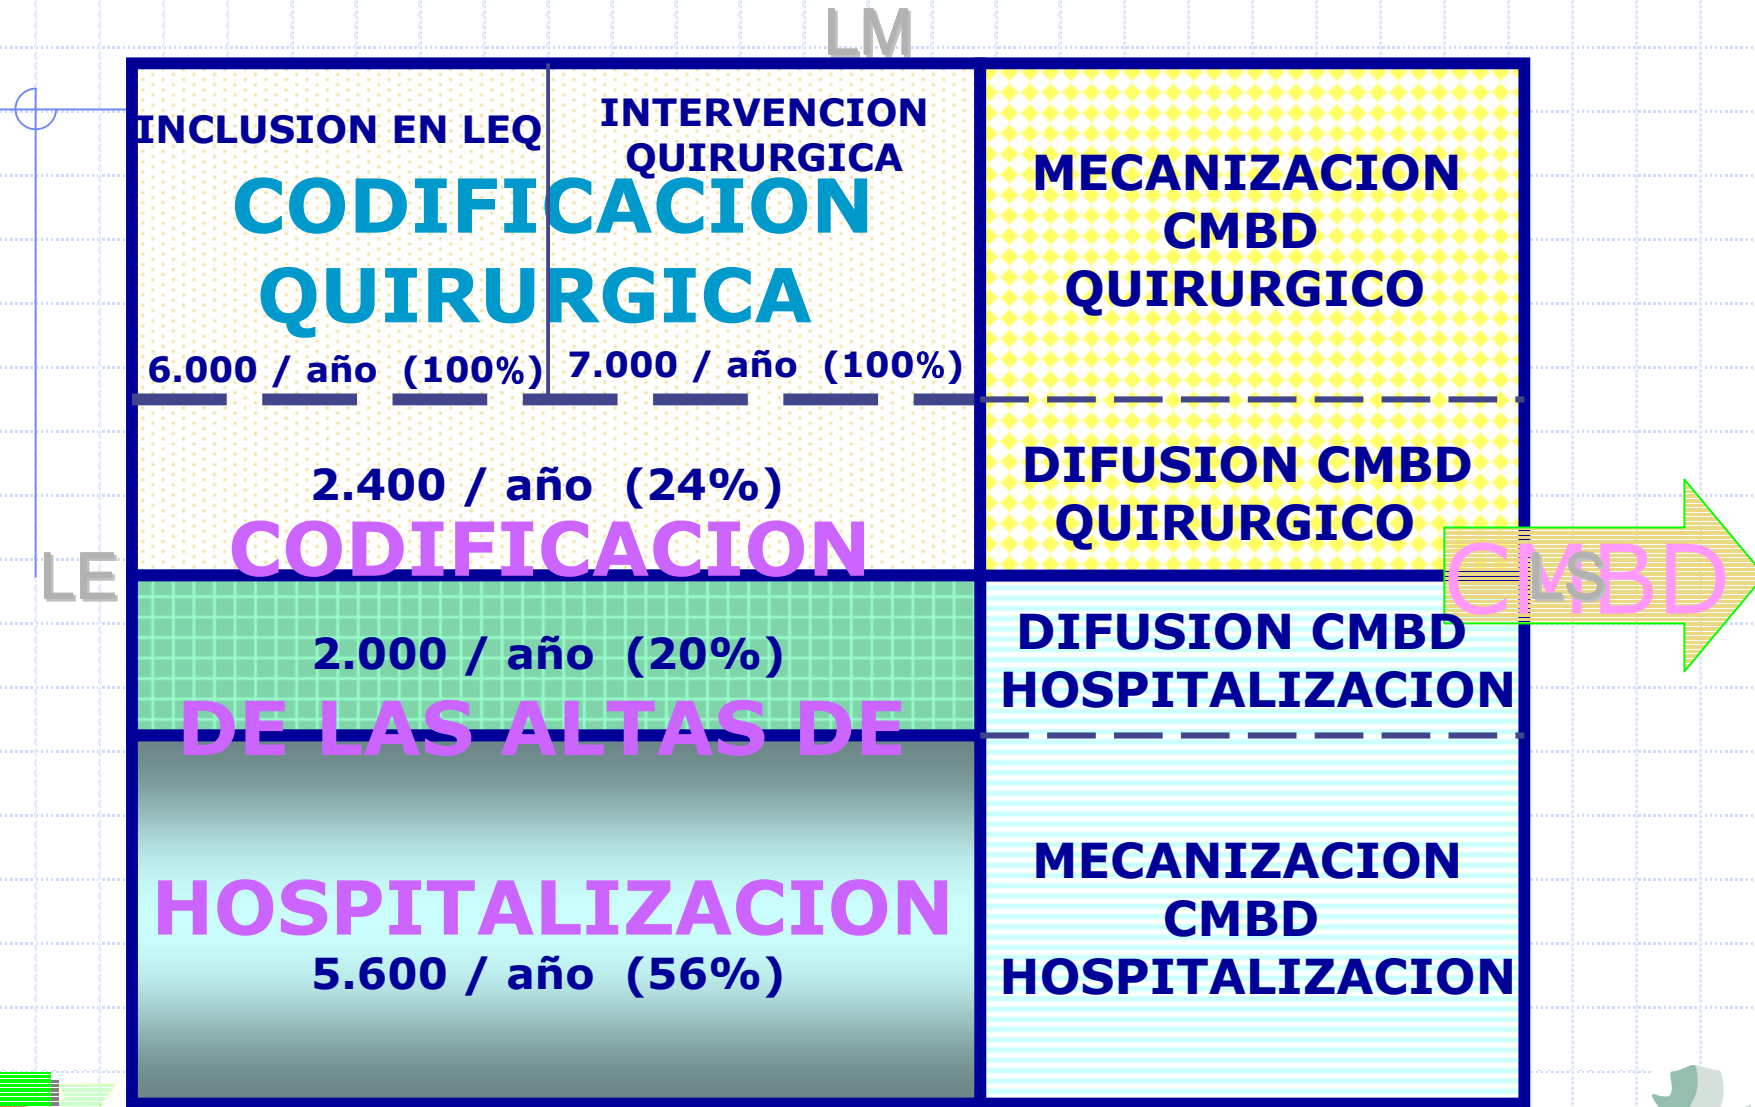 LM
INCLUSION EN LEQ
INTERVENCION
QUIRURGICA
CODIFICACION
QUIRURGICA
6.000 / año (100%)
7.000 / año (100%)
2.400 / año (24%)
CODIFICACION
2.000 / año (20%)
DE LAS ALTAS DE
HOSPITALIZACION
5.600 / año (56%)
LE
MECANIZACION
CMBD
QUIRURGICO
DIFUSION CMBD
QUIRURGICO
DIFUSION CMBD
HOSPITALIZACION
MECANIZACION
CMBD
HOSPITALIZACION
CMBD
LS